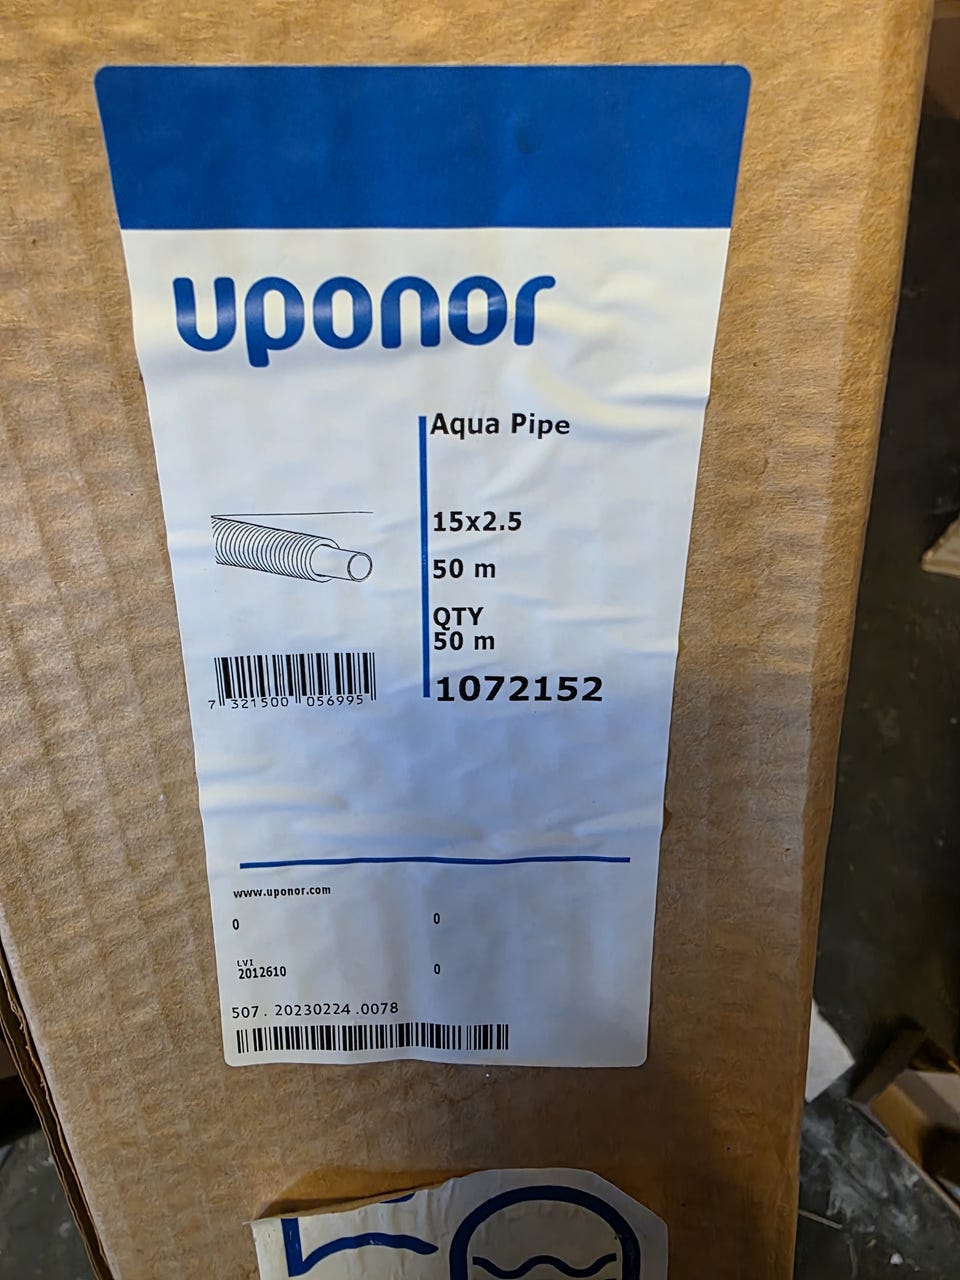 uponor
Aqua Pipe
15x2.5
50 m
QTY
50 m
1072152
7 321500 056995
www.uponor.com
0 0
LVI
2012610 0
507. 20230224.0078